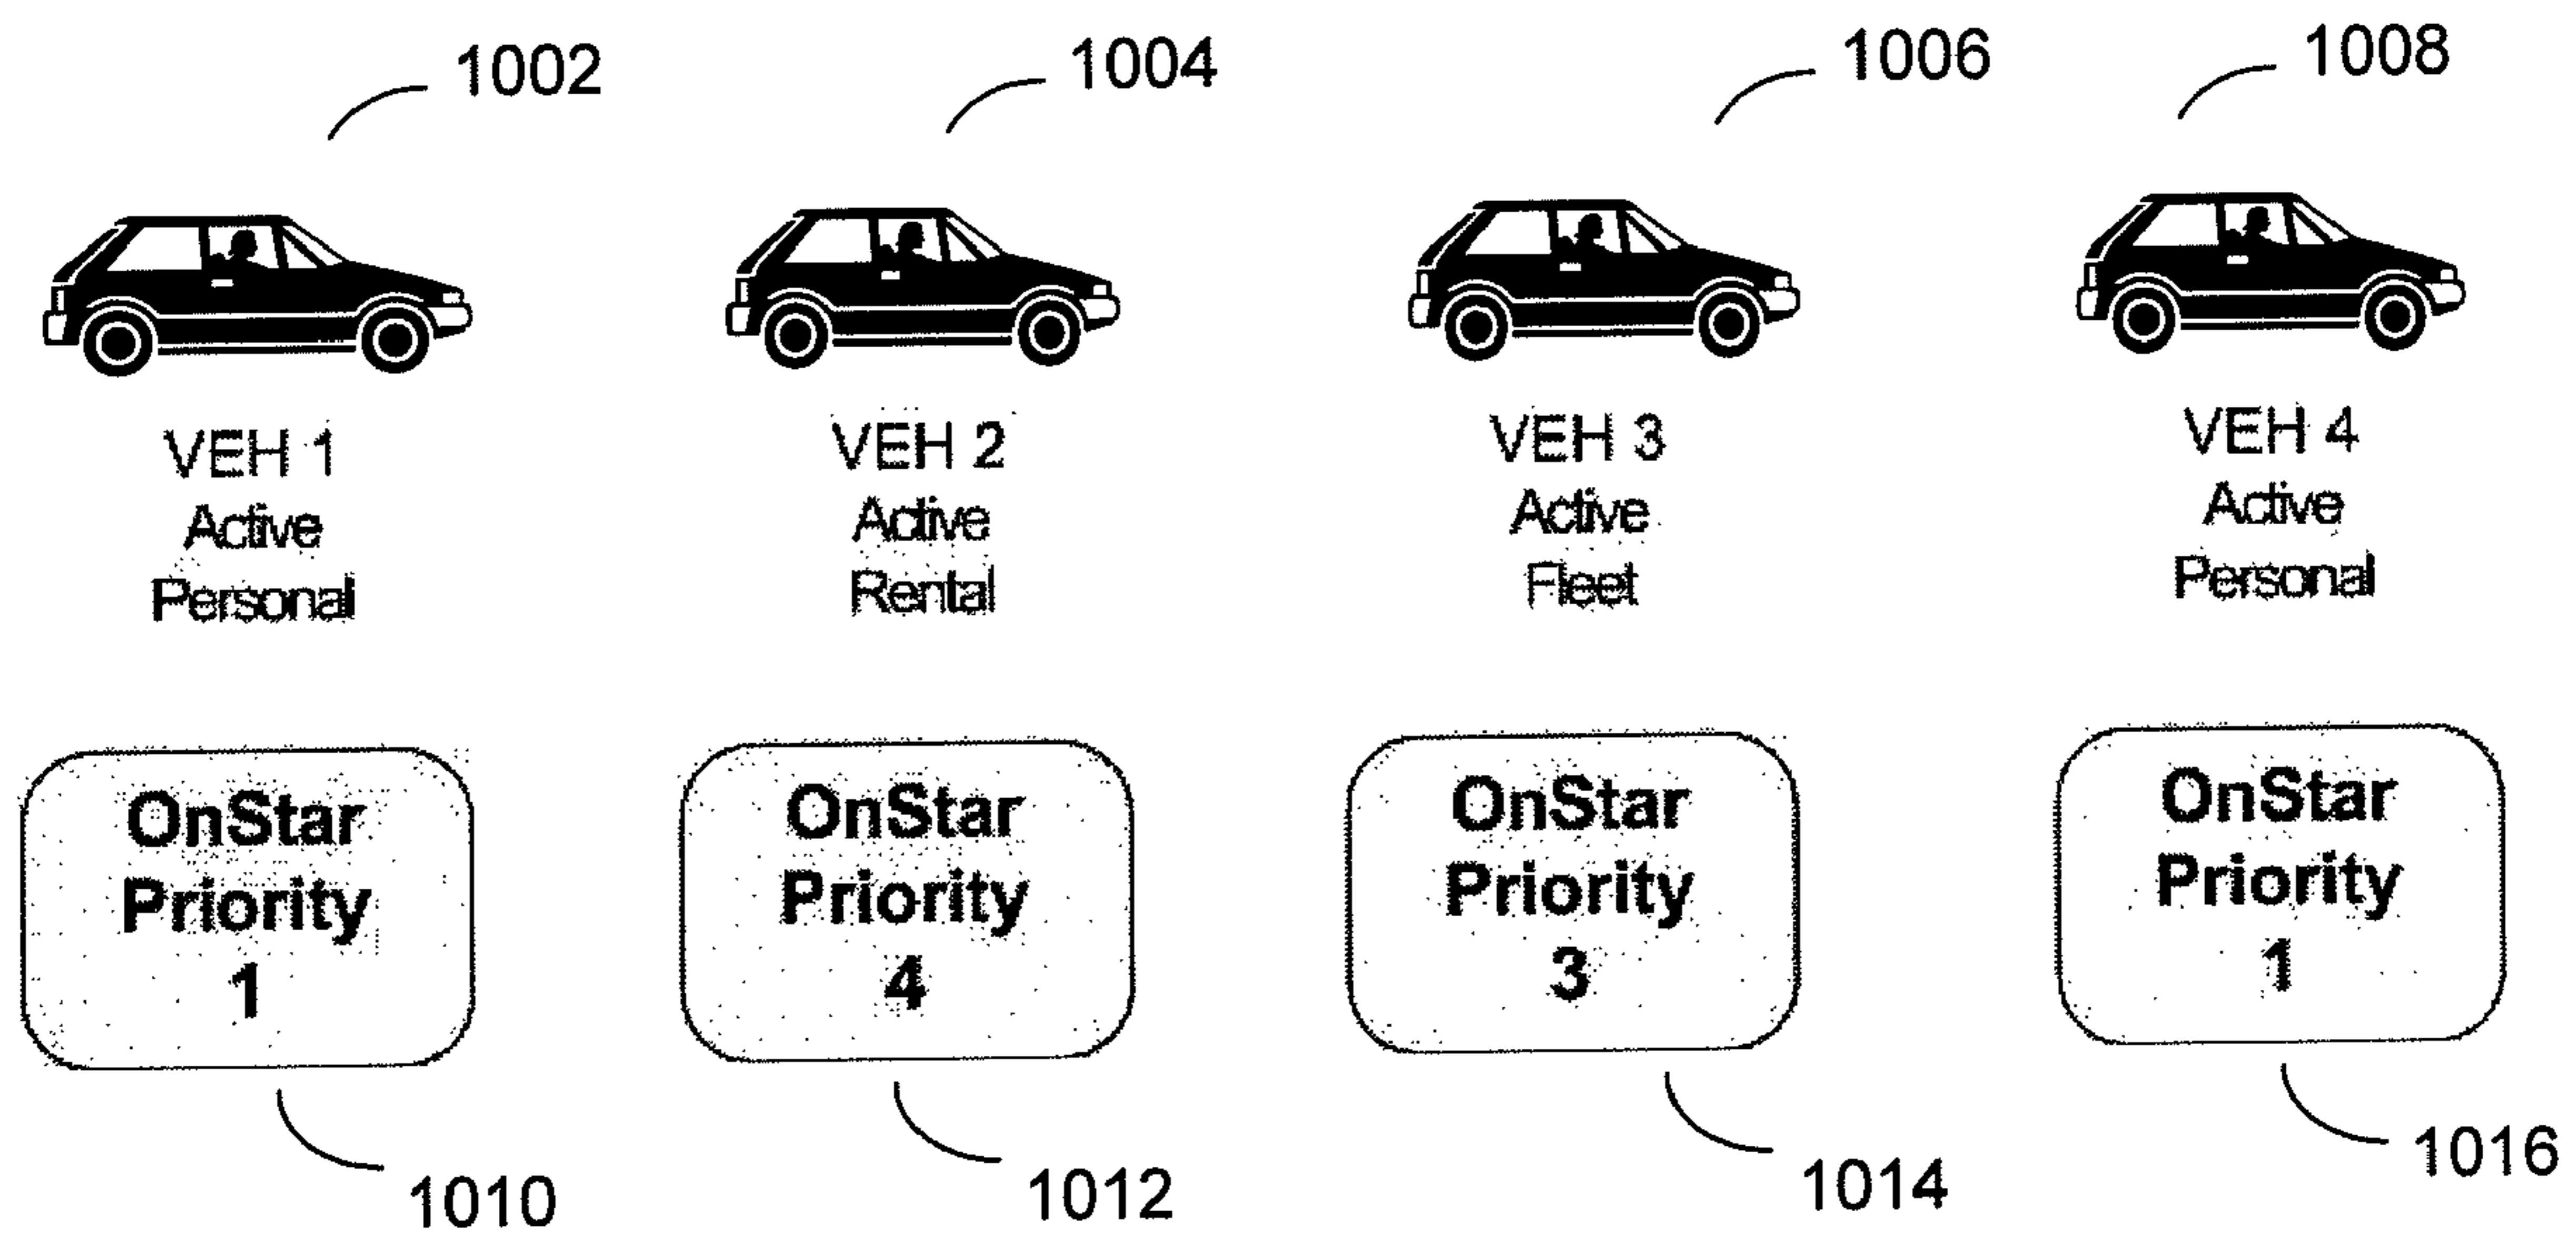 1002
1004
1006
1008
VEH 1
Active
Personal
VEH 2
Active
Rental
VEH 3
Active
Fleet
VEH 4
Active
Personal
OnStar
Priority
1
OnStar
Priority
4
OnStar
Priority
3
OnStar
Priority
1
1010
1012
1014
1016